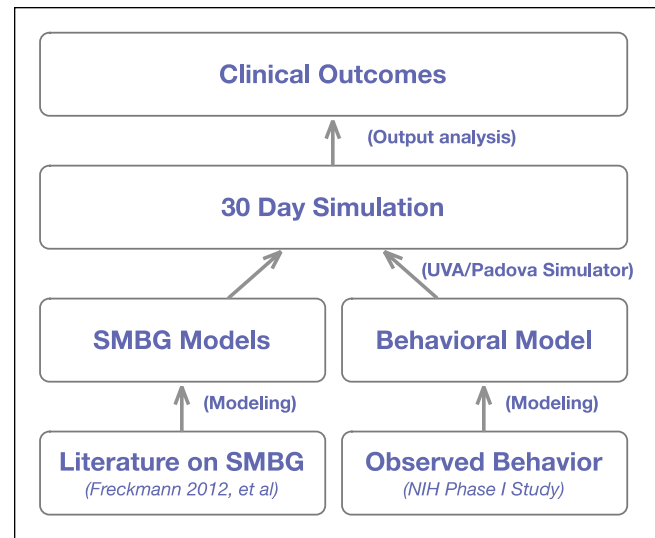 Clinical Outcomes
(Output analysis)
30 Day Simulation
(UVA/Padova Simulator)
SMBG Models
Behavioral Model
(Modeling)
(Modeling)
Literature on SMBG
(Freckmann 2012, et al)
Observed Behavior
(NIH Phase I Study)